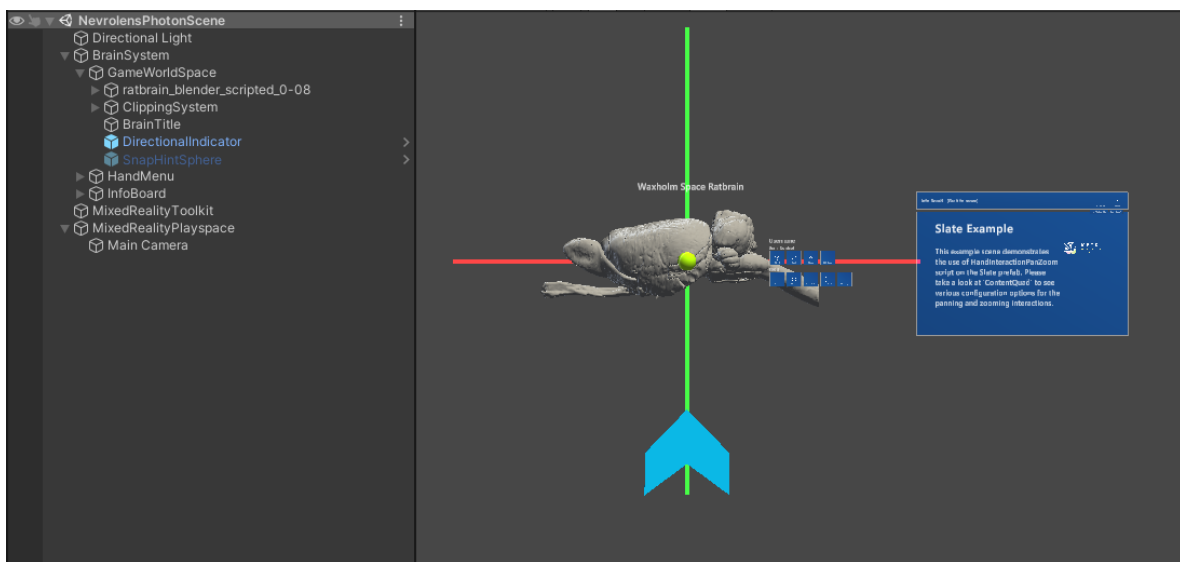 NevrolensPhotonScene
Directional Light
BrainSystem
GameWorldSpace
ratbrain_blender_scripted_0-08
ClippingSystem
BrainTitle
DirectionalIndicator
SnapHintSphere
HandMenu
InfoBoard
MixedRealityToolkit
MixedRealityPlayspace
Main Camera
Waxholm Space Ratbrain
Slate Example
This example scene demonstrates
the use of HandInteractionPanZoom
script on the Slate prefab. Please
take a look at 'ContentQuad' to see
various configuration options for the
panning and zooming interactions.